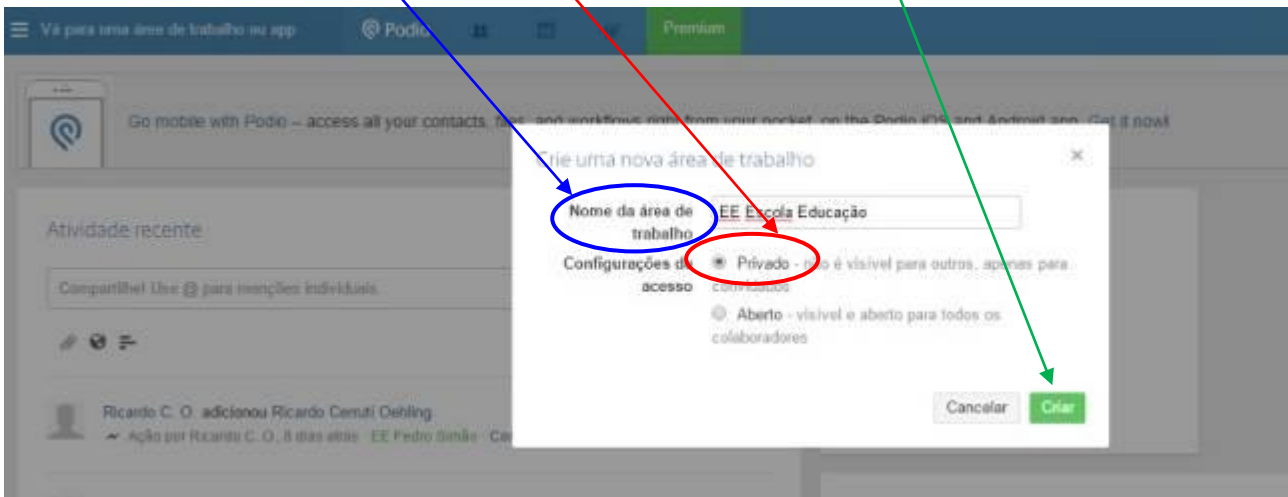 Vá para uma área de trabalho ou app Podio Premium
Go mobile with Podio – access all your contacts, files, and workflows right from your pocket, on the Podio iOS and Android app. Get it now!
Crie uma nova área de trabalho ×
Nome da área de trabalho
EE Escola Educação
Configurações de acesso
Privado - não é visível para outros, apenas para
convidados
Aberto - visível e aberto para todos os
colaboradores
Cancelar Criar
Atividade recente
Compartilhe! Use @ para menções individuais.
Ricardo C. O. adicionou Ricardo Cerruti Oehling
Ação por Ricardo C. O., 8 dias atrás EE Pedro Simão